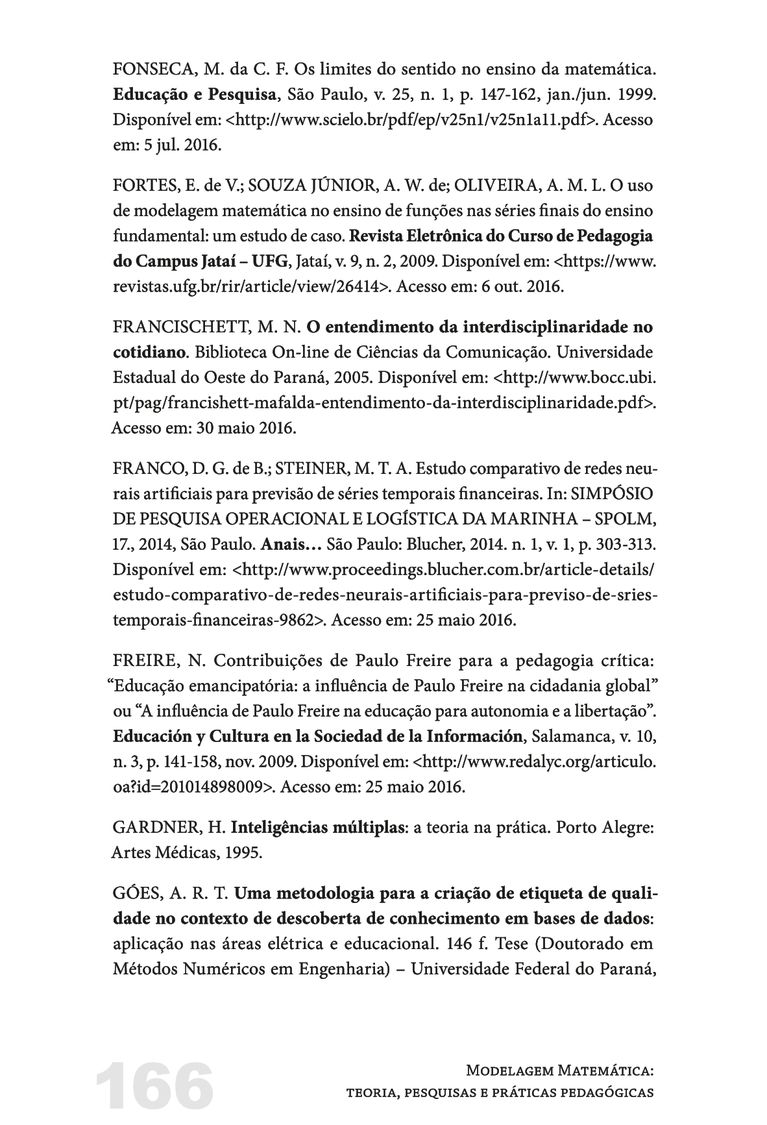 FONSECA, M. da C. F. Os limites do sentido no ensino da matemática.
Educação e Pesquisa, São Paulo, v. 25, n. 1, p. 147-162, jan./jun. 1999.
Disponível em: <http://www.scielo.br/pdf/ep/v25n1/v25n1a11.pdf>. Acesso
em: 5 jul. 2016.
FORTES, E. de V.; SOUZA JÚNIOR, A. W. de; OLIVEIRA, A. M. L. O uso
de modelagem matemática no ensino de funções nas séries finais do ensino
fundamental: um estudo de caso. Revista Eletrônica do Curso de Pedagogia
do Campus Jataí – UFG, Jataí, v. 9, n. 2, 2009. Disponível em: <https://www.
revistas.ufg.br/rir/article/view/26414>. Acesso em: 6 out. 2016.
FRANCISCHETT, M. N. O entendimento da interdisciplinaridade no
cotidiano. Biblioteca On-line de Ciências da Comunicação. Universidade
Estadual do Oeste do Paraná, 2005. Disponível em: <http://www.bocc.ubi.
pt/pag/francishett-mafalda-entendimento-da-interdisciplinaridade.pdf>.
Acesso em: 30 maio 2016.
FRANCO, D. G. de B.; STEINER, M. T. A. Estudo comparativo de redes neu-
rais artificiais para previsão de séries temporais financeiras. In: SIMPÓSIO
DE PESQUISA OPERACIONAL E LOGÍSTICA DA MARINHA – SPOLM,
17., 2014, São Paulo. Anais… São Paulo: Blucher, 2014. n. 1, v. 1, p. 303-313.
Disponível em: <http://www.proceedings.blucher.com.br/article-details/
estudo-comparativo-de-redes-neurais-artificiais-para-previso-de-sries-
temporais-financeiras-9862>. Acesso em: 25 maio 2016.
FREIRE, N. Contribuições de Paulo Freire para a pedagogia crítica:
“Educação emancipatória: a influência de Paulo Freire na cidadania global”
ou “A influência de Paulo Freire na educação para autonomia e a libertação”.
Educación y Cultura en la Sociedad de la Información, Salamanca, v. 10,
n. 3, p. 141-158, nov. 2009. Disponível em: <http://www.redalyc.org/articulo.
oa?id=201014898009>. Acesso em: 25 maio 2016.
GARDNER, H. Inteligências múltiplas: a teoria na prática. Porto Alegre:
Artes Médicas, 1995.
GÓES, A. R. T. Uma metodologia para a criação de etiqueta de quali-
dade no contexto de descoberta de conhecimento em bases de dados:
aplicação nas áreas elétrica e educacional. 146 f. Tese (Doutorado em
Métodos Numéricos em Engenharia) – Universidade Federal do Paraná,
166
Modelagem Matemática:
teoria, pesquisas e práticas pedagógicas